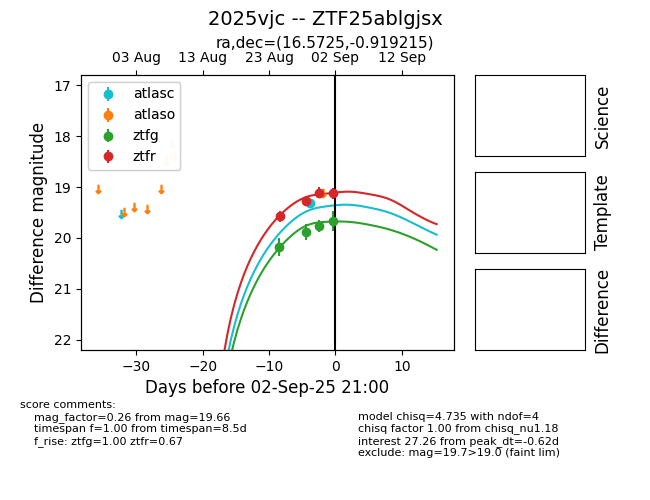 2025vjc -- ZTF25ablgjsx
ra,dec=(16.5725,-0.919215)
03 Aug 13 Aug 23 Aug 02 Sep 12 Sep
17
18
19
20
21
22
Difference magnitude
atlasc
atlaso
ztfg
ztfr
−30 −20 −10 0 10
Days before 02-Sep-25 21:00
Science
Template
Difference
score comments:
mag_factor=0.26 from mag=19.66
timespan f=1.00 from timespan=8.5d
f_rise: ztfg=1.00 ztfr=0.67
model chisq=4.735 with ndof=4
chisq factor 1.00 from chisq_nu1.18
interest 27.26 from peak_dt=-0.62d
exclude: mag=19.7>19.0 (faint lim)